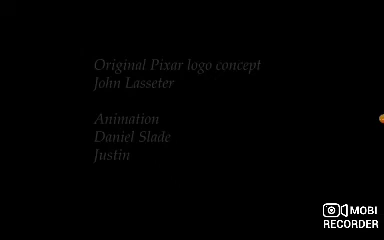 Original Pixar logo concept
John Lasseter
Animation
Daniel Slade
Justin
MOBI
RECORDER